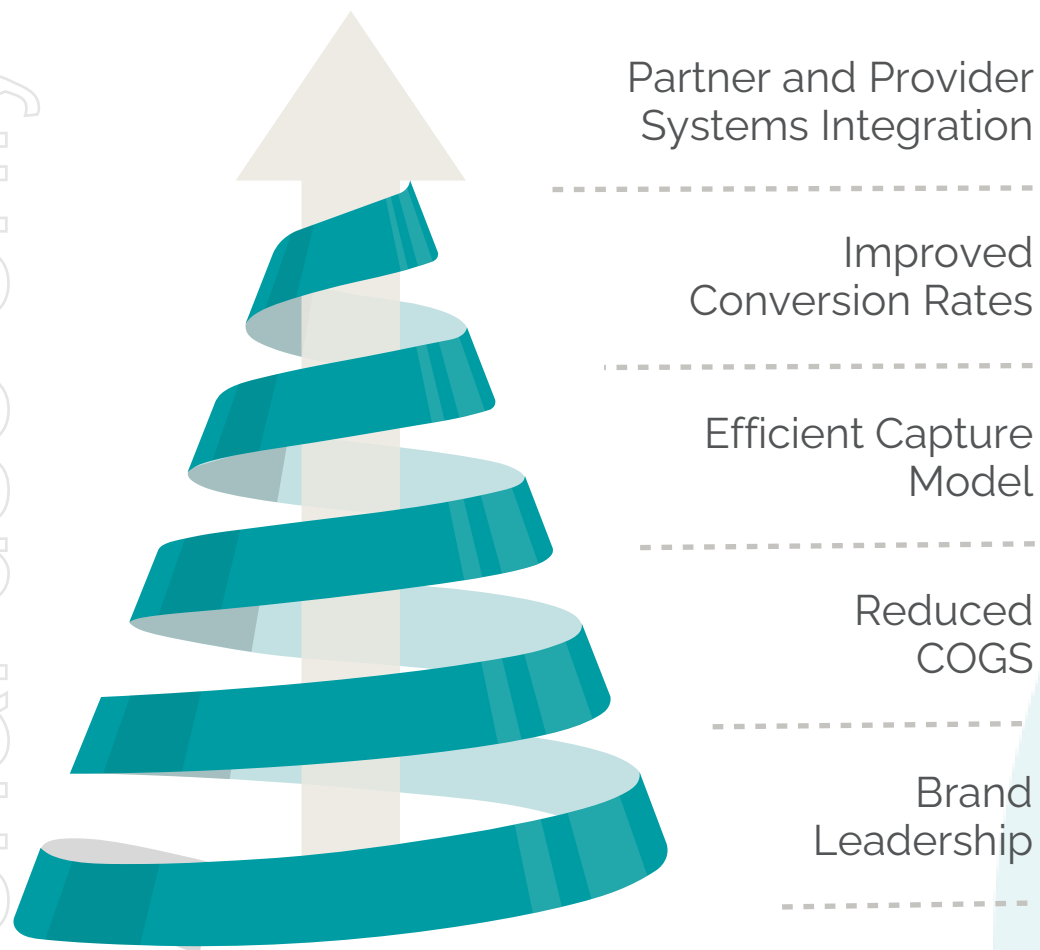 Partner and Provider
Systems Integration
Improved
Conversion Rates
Efficient Capture
Model
Reduced
COGS
Brand
Leadership